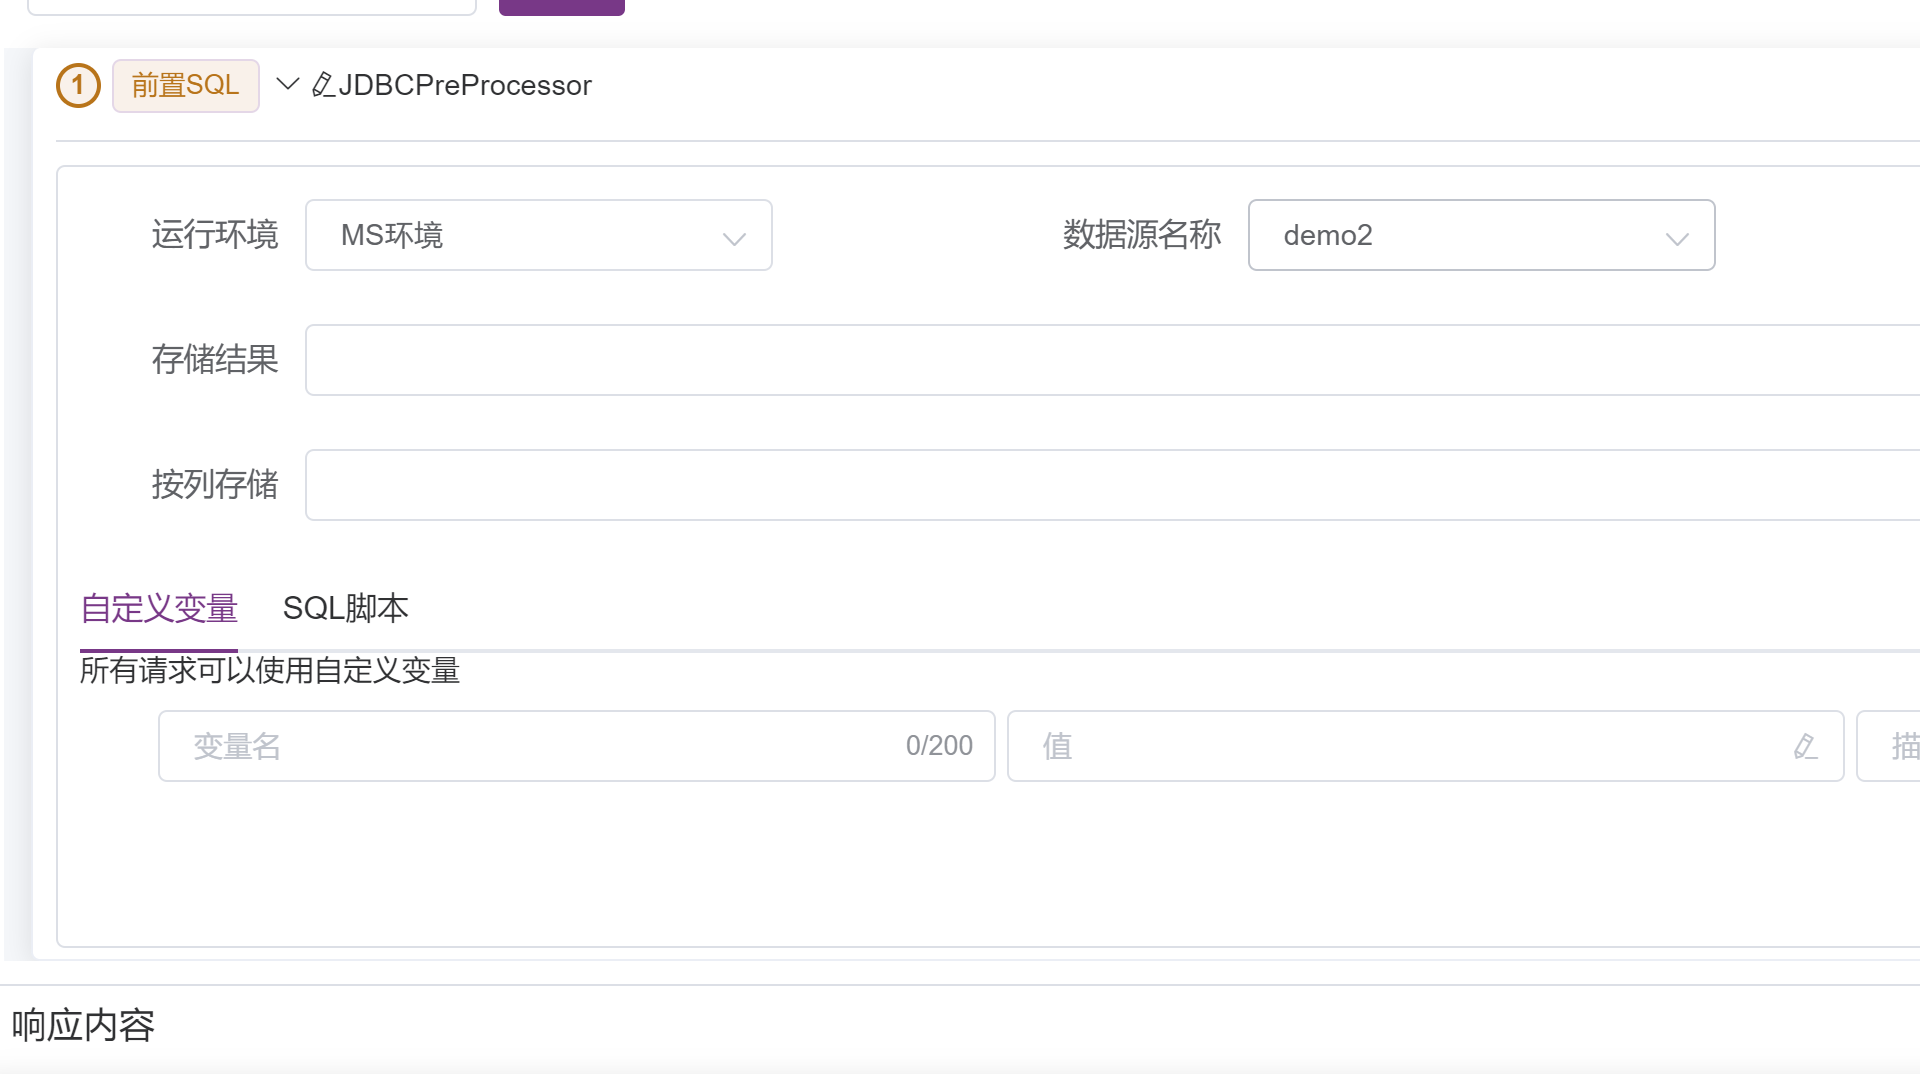 1 前置SQL JDBCPreProcessor
运行环境 MS环境 数据源名称 demo2
存储结果
按列存储
自定义变量 SQL脚本
所有请求可以使用自定义变量
变量名 0/200 值 描
响应内容